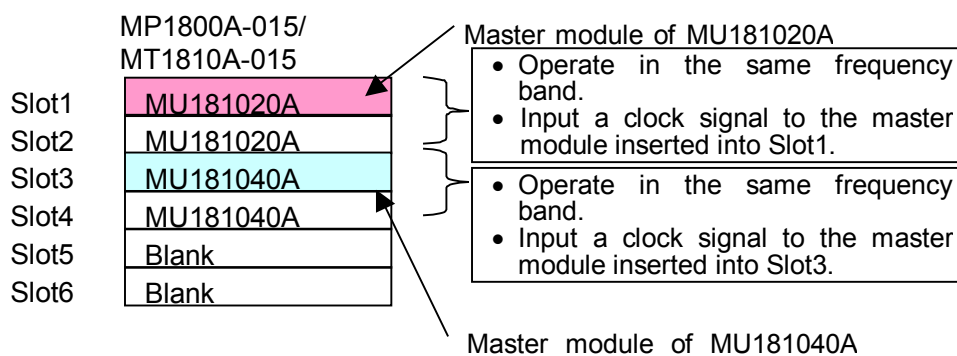 MP1800A-015/
MT1810A-015
Master module of MU181020A
Slot1 MU181020A
Slot2 MU181020A
Slot3 MU181040A
Slot4 MU181040A
Slot5 Blank
Slot6 Blank
• Operate in the same frequency
band.
• Input a clock signal to the master
module inserted into Slot1.
• Operate in the same frequency
band.
• Input a clock signal to the master
module inserted into Slot3.
Master module of MU181040A